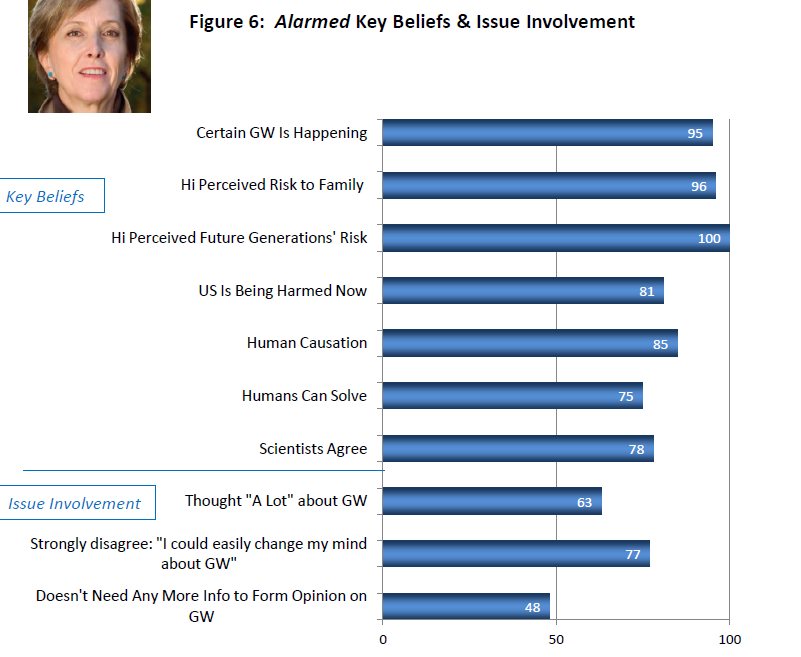 Figure 6:  Alarmed Key Beliefs & Issue Involvement
Certain GW Is Happening 95
Key Beliefs
Hi Perceived Risk to Family 96
Hi Perceived Future Generations' Risk 100
US Is Being Harmed Now 81
Human Causation 85
Humans Can Solve 75
Scientists Agree 78
Issue Involvement
Thought "A Lot" about GW 63
Strongly disagree: "I could easily change my mind
about GW" 77
Doesn't Need Any More Info to Form Opinion on
GW 48
0 50 100